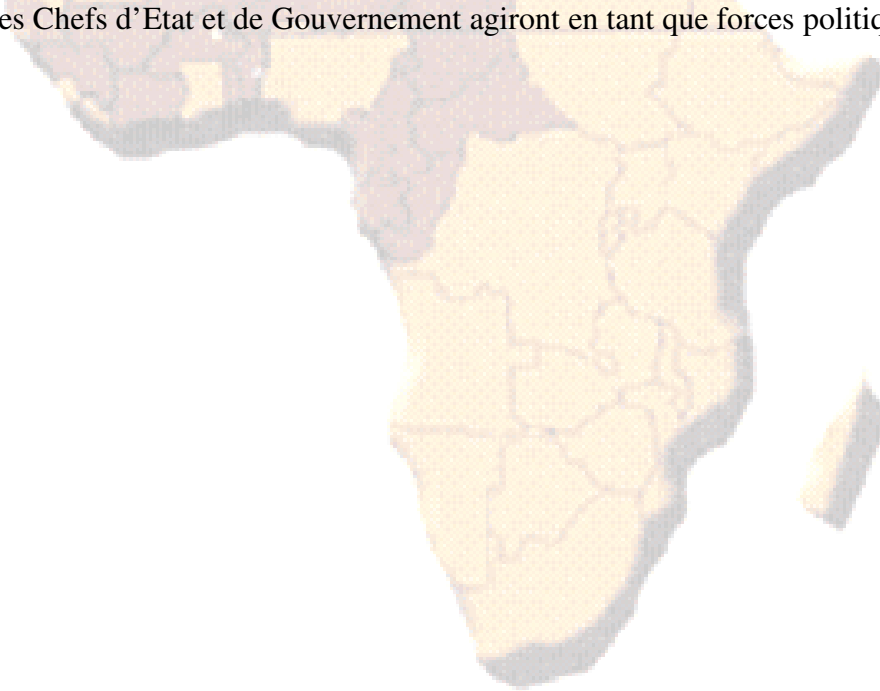 es Chefs d’Etat et de Gouvernement agiront en tant que forces politiq